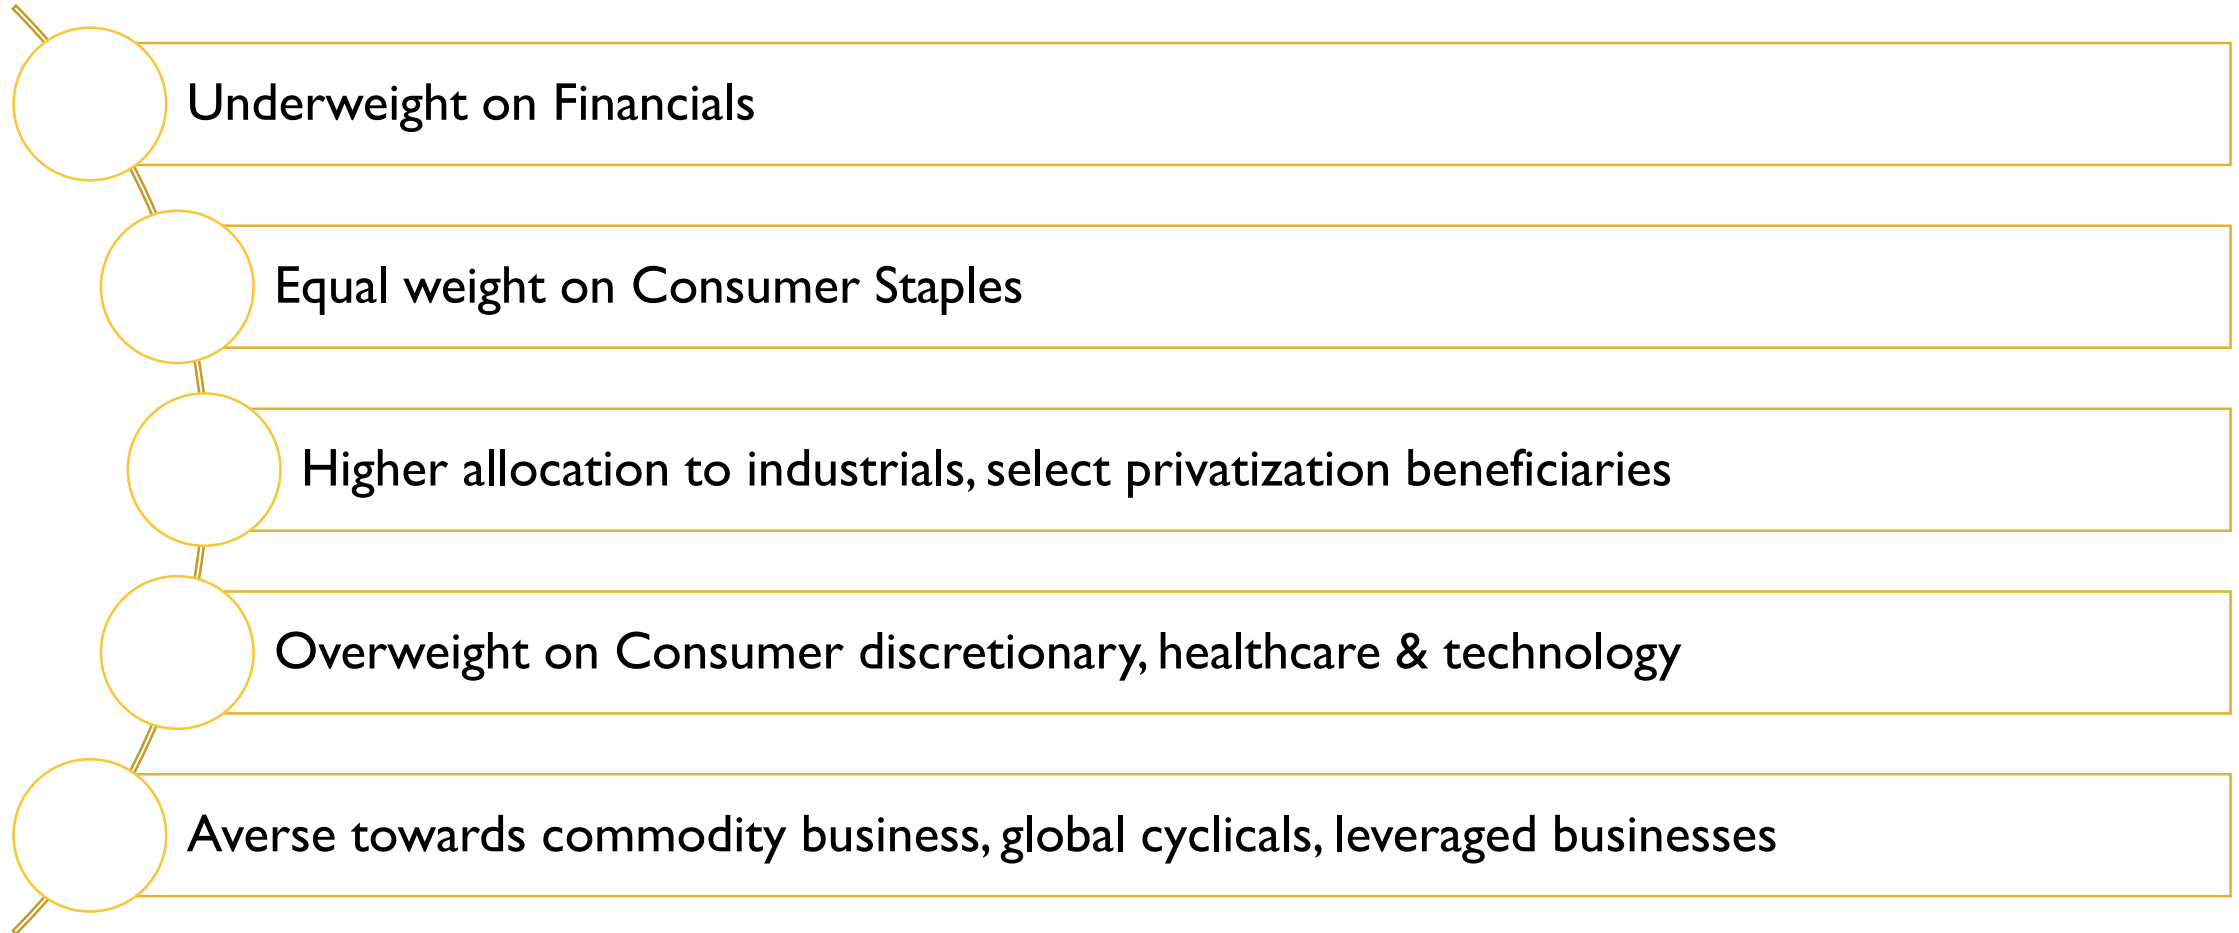 Underweight on Financials
Equal weight on Consumer Staples
Higher allocation to industrials, select privatization beneficiaries
Overweight on Consumer discretionary, healthcare & technology
Averse towards commodity business, global cyclicals, leveraged businesses